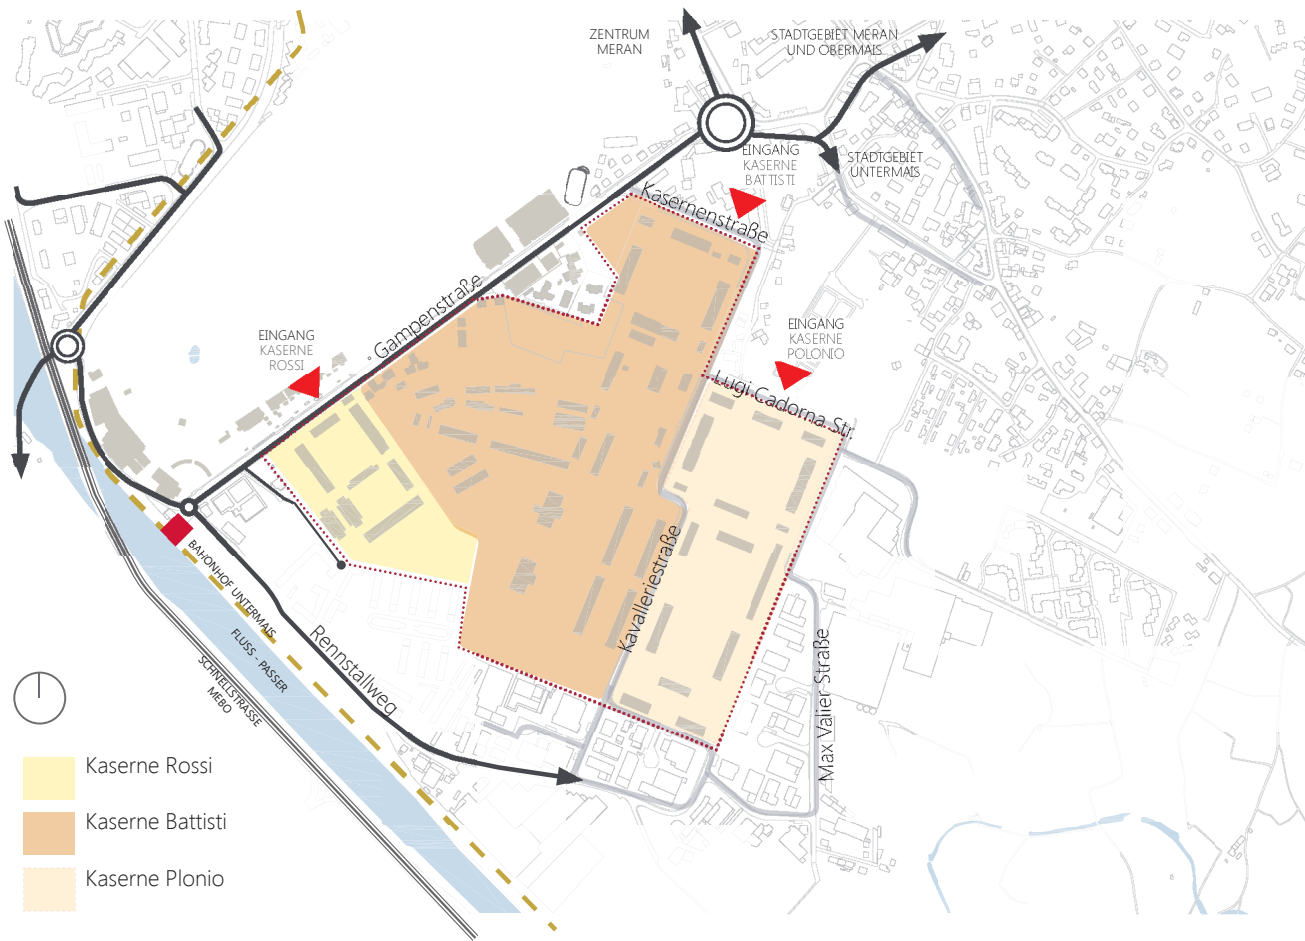 ZENTRUM
MERAN
STADTGEBIET MERAN
UND OBERMAIS
EINGANG
KASERNE
BATTISTI
STADTGEBIET
UNTERMAIS
Kasernenstraße
Gampenstraße
EINGANG
KASERNE
ROSSI
EINGANG
KASERNE
POLONIO
Lugi Cadorna Str.
Kavalleriestraße
BAHONHOF UNTERMAIS
FLUSS - PASSER
SCHNELLSTRASSE
MEBO
Rennstallweg
Max Valier Straße
Kaserne Rossi
Kaserne Battisti
Kaserne Plonio